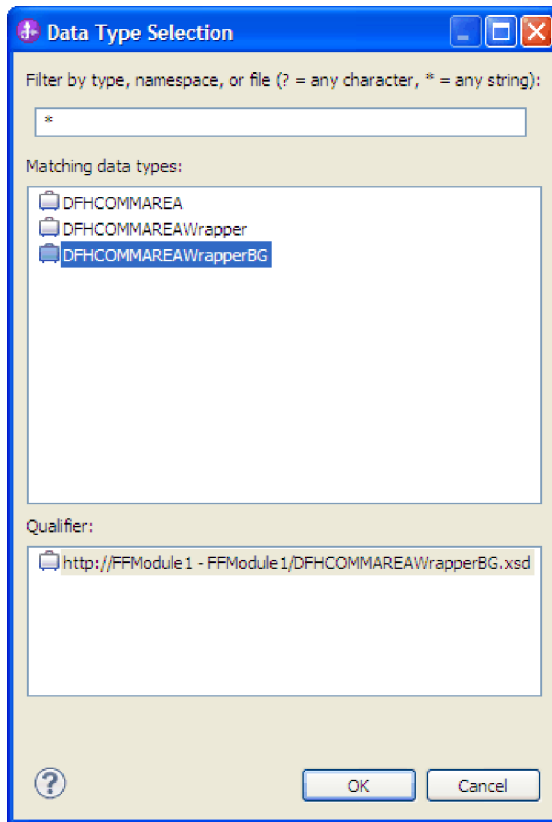 Data Type Selection
Filter by type, namespace, or file (? = any character, * = any string):
*
Matching data types:
DFHCOMMAREA
DFHCOMMAREAWrapper
DFHCOMMAREAWrapperBG
Qualifier:
http://FFModule1 - FFModule1/DFHCOMMAREAWrapperBG.xsd
?
OK
Cancel